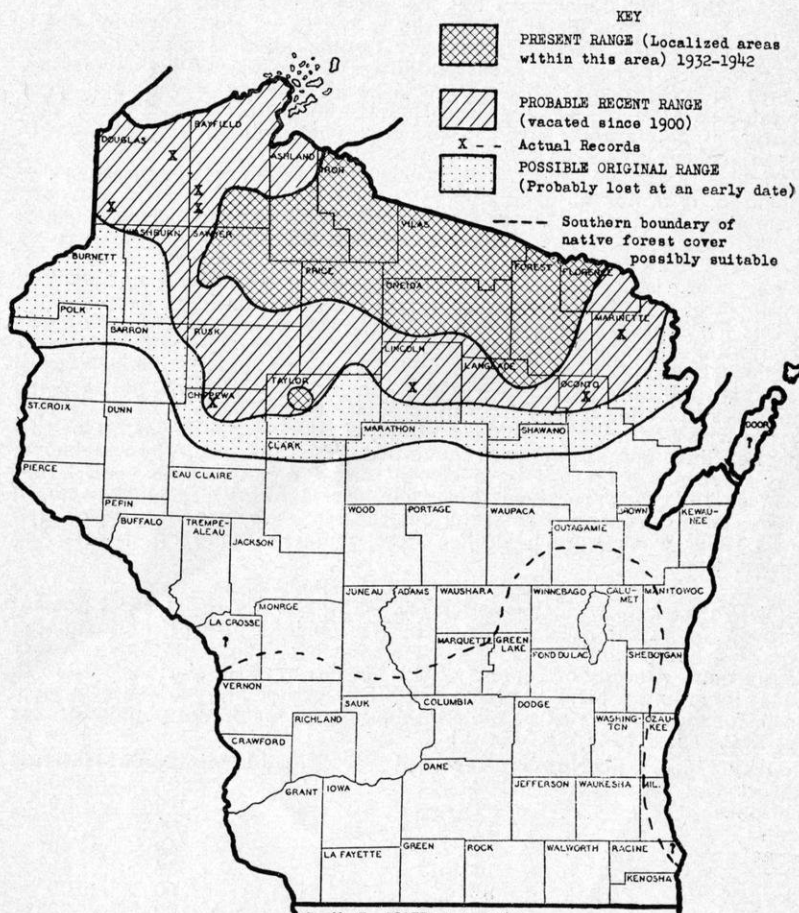 KEY
PRESENT RANGE (Localized areas
within this area) 1932-1942
PROBABLE RECENT RANGE
(vacated since 1900)
X -- Actual Records
POSSIBLE ORIGINAL RANGE
(Probably lost at an early date)
---- Southern boundary of
native forest cover
possibly suitable
DOUGLAS
BAYFIELD
X
ASHLAND
IRON
X
X
X
VILAS
WASHBURN
SAWYER
BURNETT
PRICE
ONEIDA
FOREST
FLORENCE
POLK
BARRON
RUSK
LINCOLN
LANGLADE
MARINETTE
X
CHIPPEWA
X
TAYLOR
X
OCONTO
X
ST. CROIX
DUNN
CLARK
MARATHON
SHAWANO
DOOR
?
PIERCE
EAU CLAIRE
PEPIN
BUFFALO
TREMPE-
ALEAU
JACKSON
WOOD
PORTAGE
WAUPACA
OUTAGAMIE
BROWN
KEWAU-
NEE
LA CROSSE
?
MONROE
JUNEAU
ADAMS
WAUSHARA
WINNEBAGO
CALU-
MET
MANITOWOC
MARQUETTE
GREEN
LAKE
FOND DU LAC
SHEBOYGAN
VERNON
SAUK
COLUMBIA
DODGE
RICHLAND
WASHING-
TON
OZAU-
KEE
CRAWFORD
DANE
GRANT
IOWA
JEFFERSON
WAUKESHA
MIL.
LA FAYETTE
GREEN
ROCK
WALWORTH
RACINE
?
KENOSHA